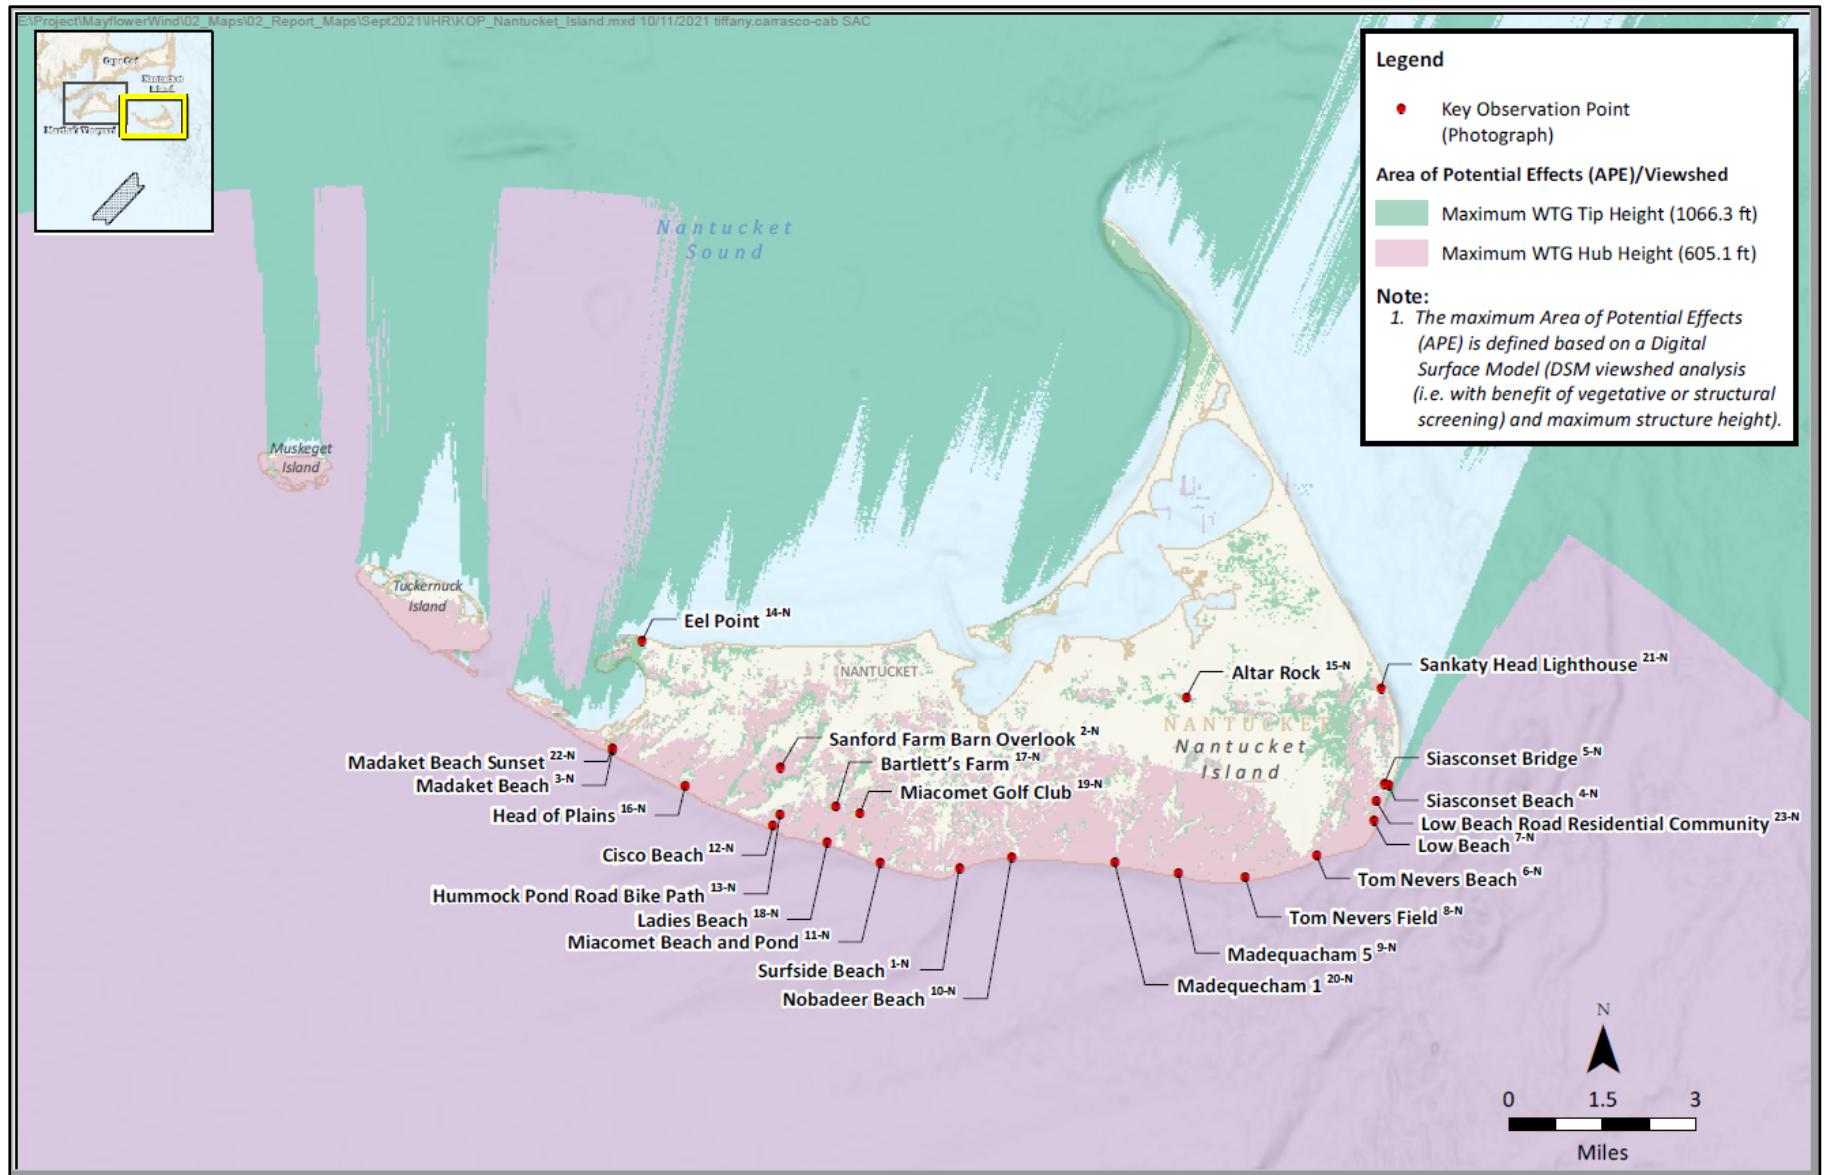 E:\Project\MayflowerWind\02_Maps\02_Report_Maps\Sept2021\IHR\KOP_Nantucket_Island.mxd 10/11/2021 tiffany.carrasco-cab SAC
Cape Cod
Nantucket
Island
Martha's Vineyard
Legend
Key Observation Point
(Photograph)
Area of Potential Effects (APE)/Viewshed
Maximum WTG Tip Height (1066.3 ft)
Maximum WTG Hub Height (605.1 ft)
Note:
1. The maximum Area of Potential Effects
(APE) is defined based on a Digital
Surface Model (DSM viewshed analysis
(i.e. with benefit of vegetative or structural
screening) and maximum structure height).
Nantucket
Sound
Muskeget
Island
Tuckernuck
Island
Eel Point 14-N
NANTUCKET
Altar Rock 15-N
Sankaty Head Lighthouse 21-N
NANTUCKET
Nantucket
Island
Sanford Farm Barn Overlook 2-N
Bartlett's Farm 17-N
Miacomet Golf Club 19-N
Madaket Beach Sunset 22-N
Madaket Beach 3-N
Head of Plains 16-N
Cisco Beach 12-N
Hummock Pond Road Bike Path 13-N
Ladies Beach 18-N
Miacomet Beach and Pond 11-N
Surfside Beach 1-N
Nobadeer Beach 10-N
Siasconset Bridge 5-N
Siasconset Beach 4-N
Low Beach Road Residential Community 23-N
Low Beach 7-N
Tom Nevers Beach 6-N
Tom Nevers Field 8-N
Madequacham 5 9-N
Madequecham 1 20-N
N
0 1.5 3
Miles